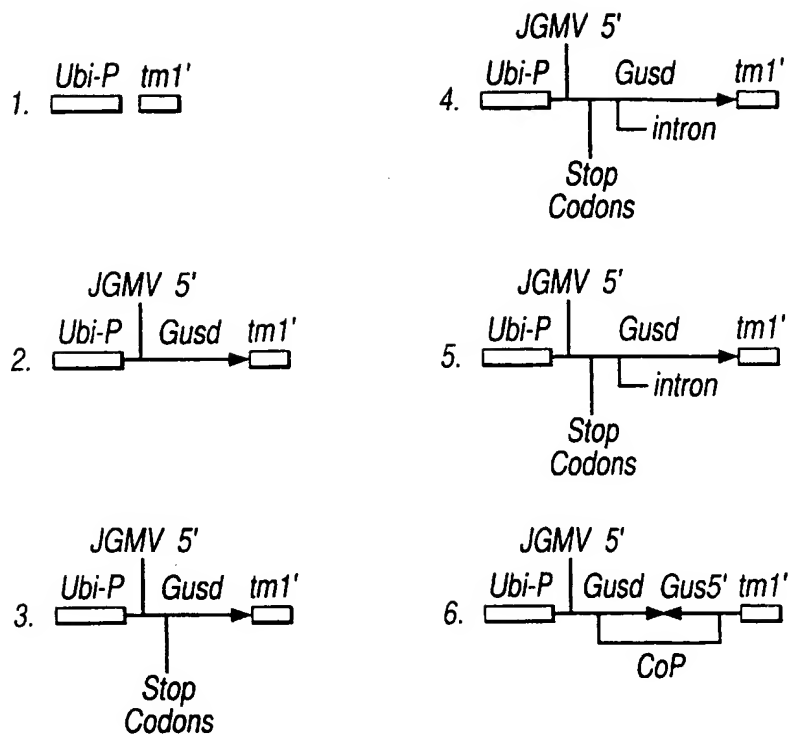 1. Ubi-P tm1'
2. JGMV 5'
Ubi-P Gusd tm1'
3. JGMV 5'
Ubi-P Gusd tm1'
Stop
Codons
4. JGMV 5'
Ubi-P Gusd tm1'
intron
Stop
Codons
5. JGMV 5'
Ubi-P Gusd tm1'
intron
Stop
Codons
6. JGMV 5'
Ubi-P Gusd Gus5' tm1'
CoP